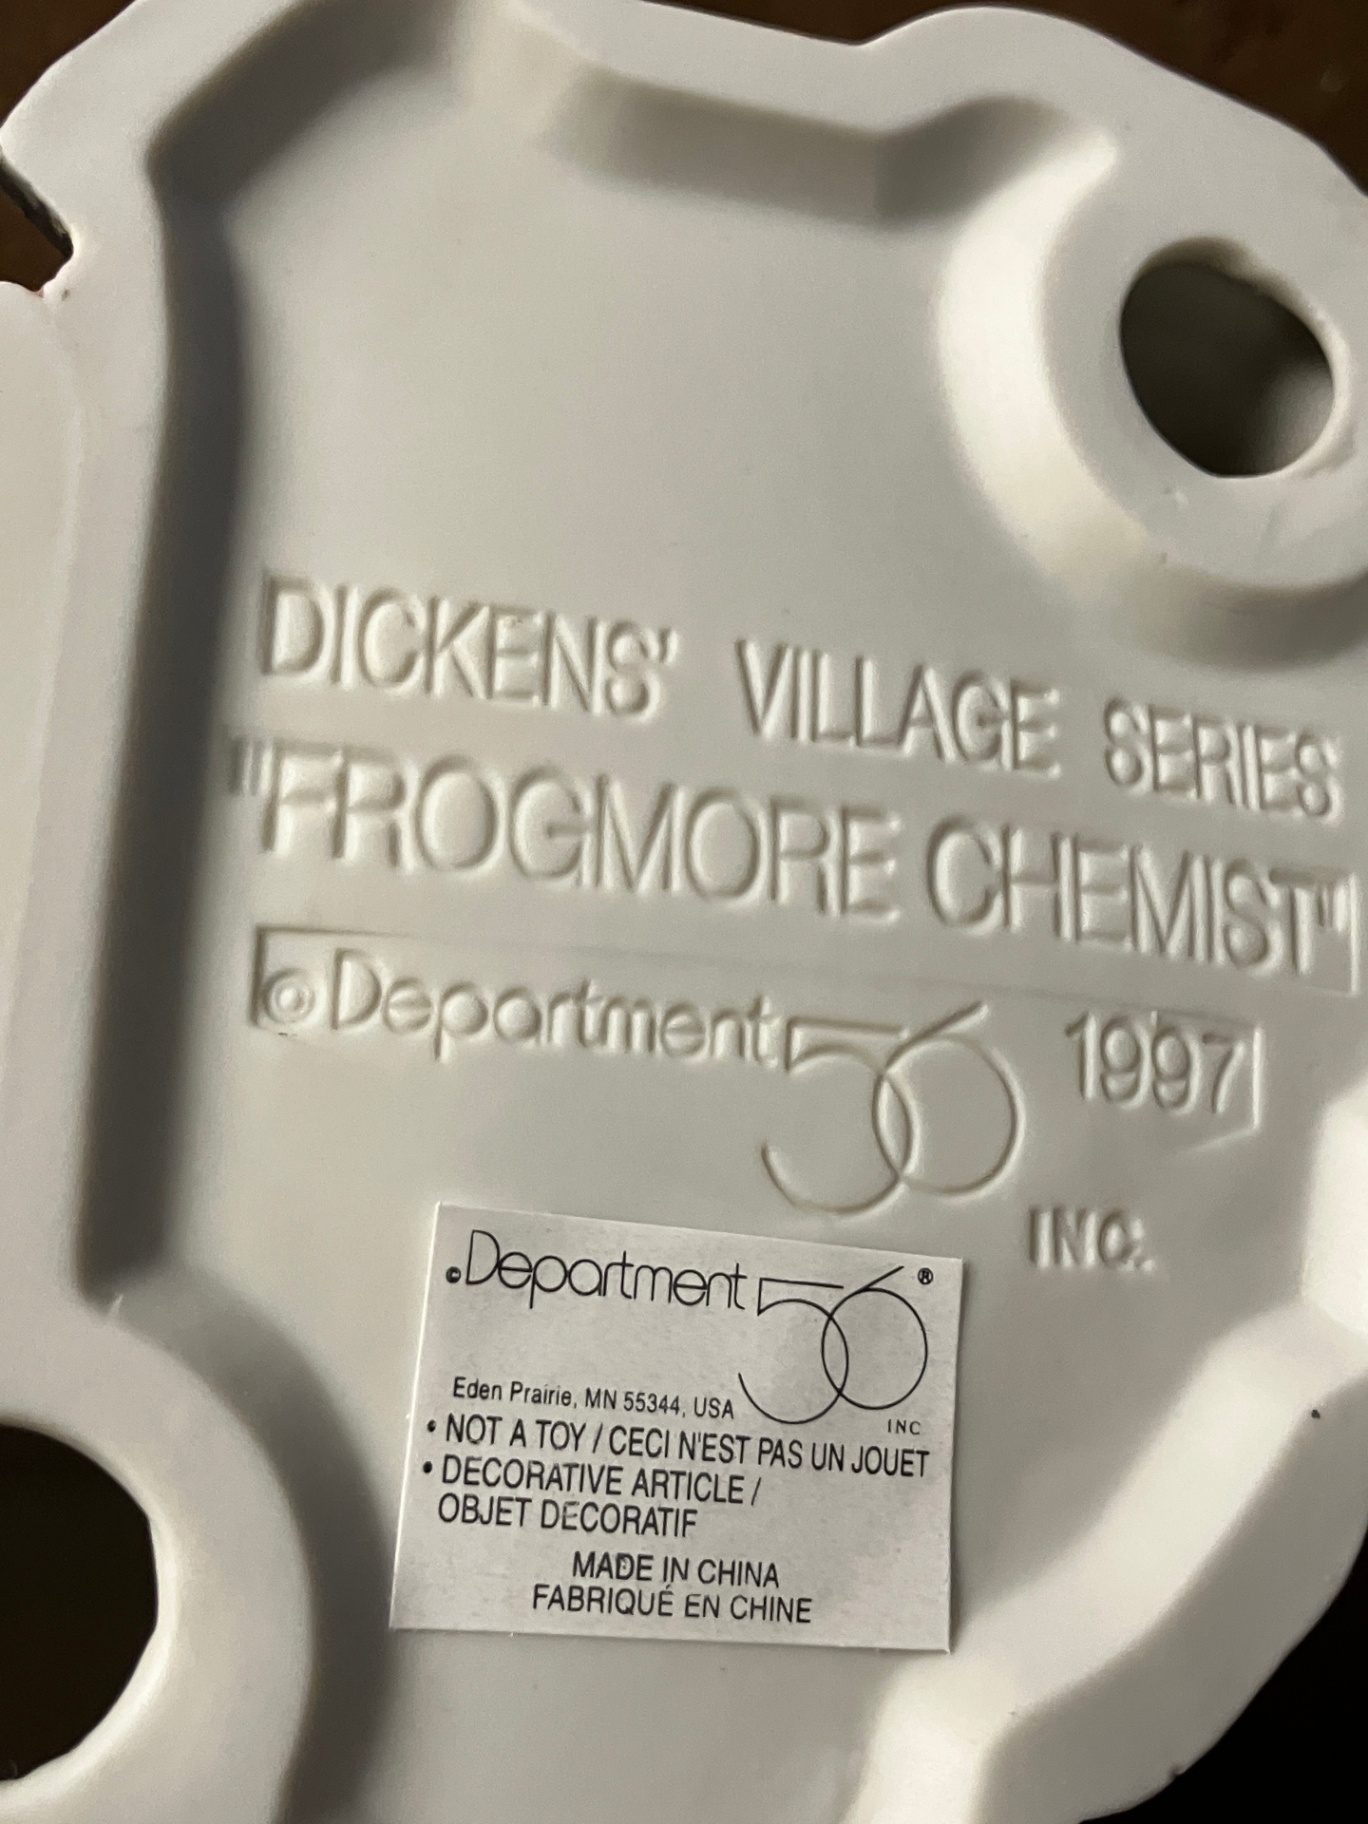 DICKENS' VILLAGE SERIES
"FROGMORE CHEMIST"
©Department 56 1997
INC.
©Department 56 ®
Eden Prairie, MN 55344, USA
INC
• NOT A TOY / CECI N'EST PAS UN JOUET
• DECORATIVE ARTICLE /
OBJET DECORATIF
MADE IN CHINA
FABRIQUÉ EN CHINE